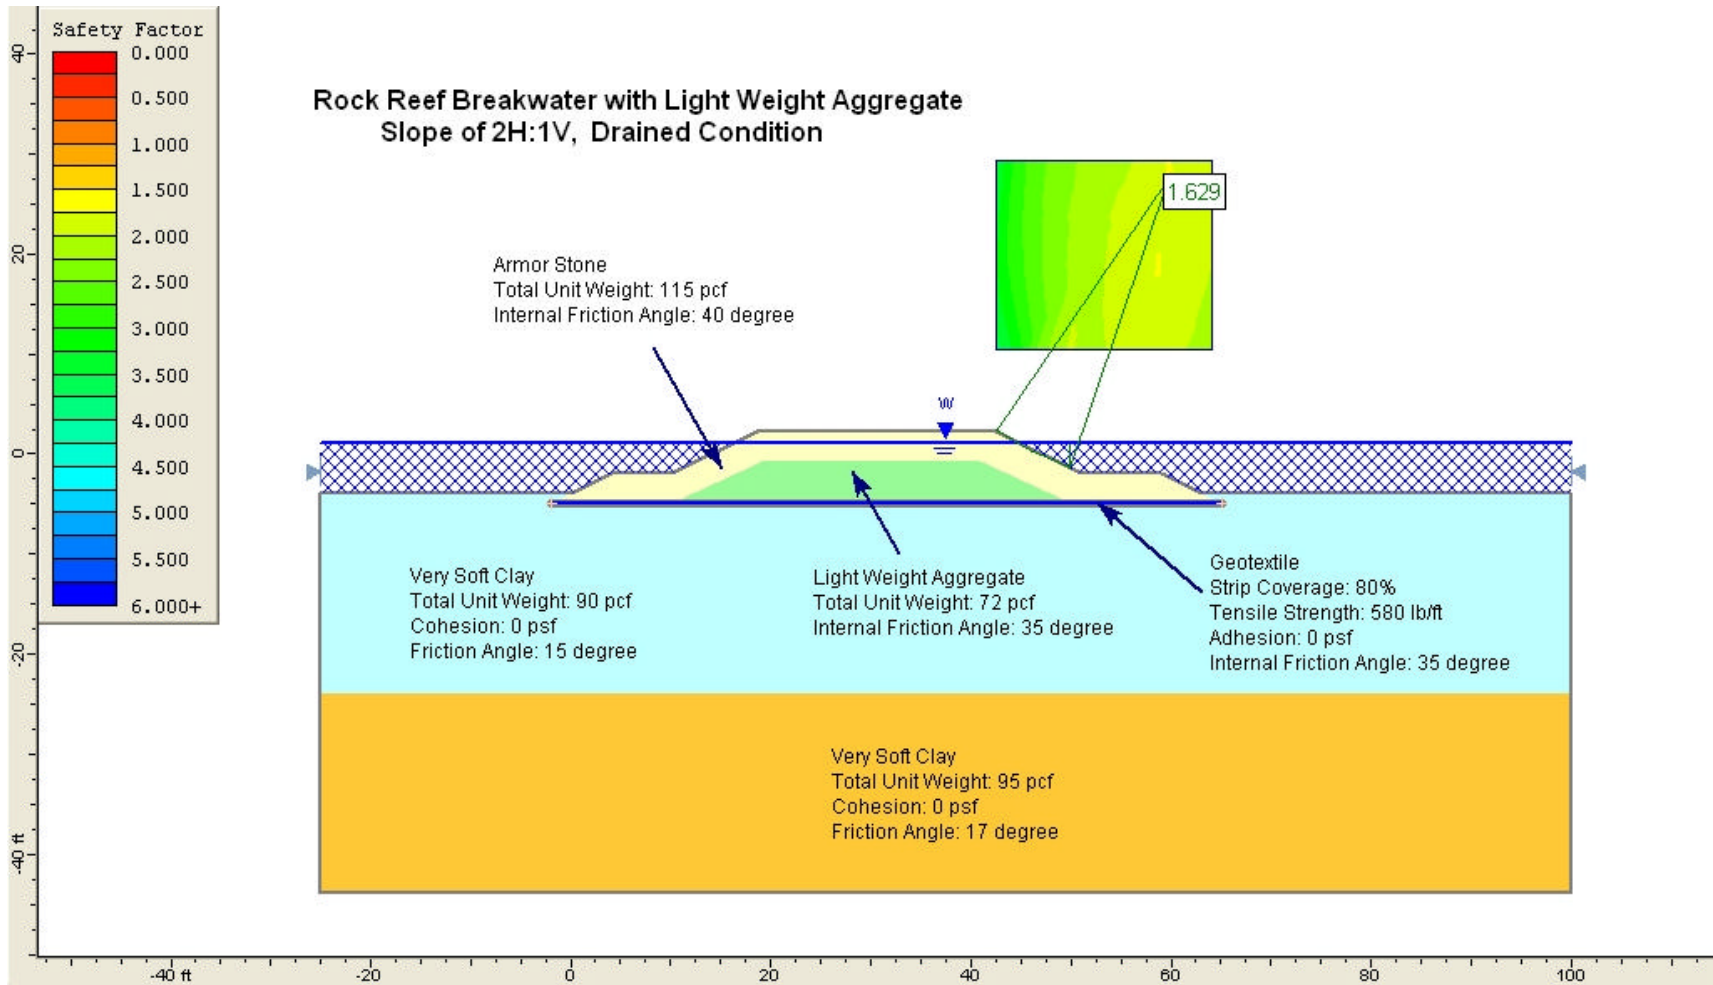 Safety Factor
0.000
0.500
1.000
1.500
2.000
2.500
3.000
3.500
4.000
4.500
5.000
5.500
6.000+
Rock Reef Breakwater with Light Weight Aggregate
Slope of 2H:1V, Drained Condition
1.629
Armor Stone
Total Unit Weight: 115 pcf
Internal Friction Angle: 40 degree
W
Very Soft Clay
Total Unit Weight: 90 pcf
Cohesion: 0 psf
Friction Angle: 15 degree
Light Weight Aggregate
Total Unit Weight: 72 pcf
Internal Friction Angle: 35 degree
Geotextile
Strip Coverage: 80%
Tensile Strength: 580 lb/ft
Adhesion: 0 psf
Internal Friction Angle: 35 degree
Very Soft Clay
Total Unit Weight: 95 pcf
Cohesion: 0 psf
Friction Angle: 17 degree
40
20
0
-20
-40 ft
-40 ft
-20
0
20
40
60
80
100